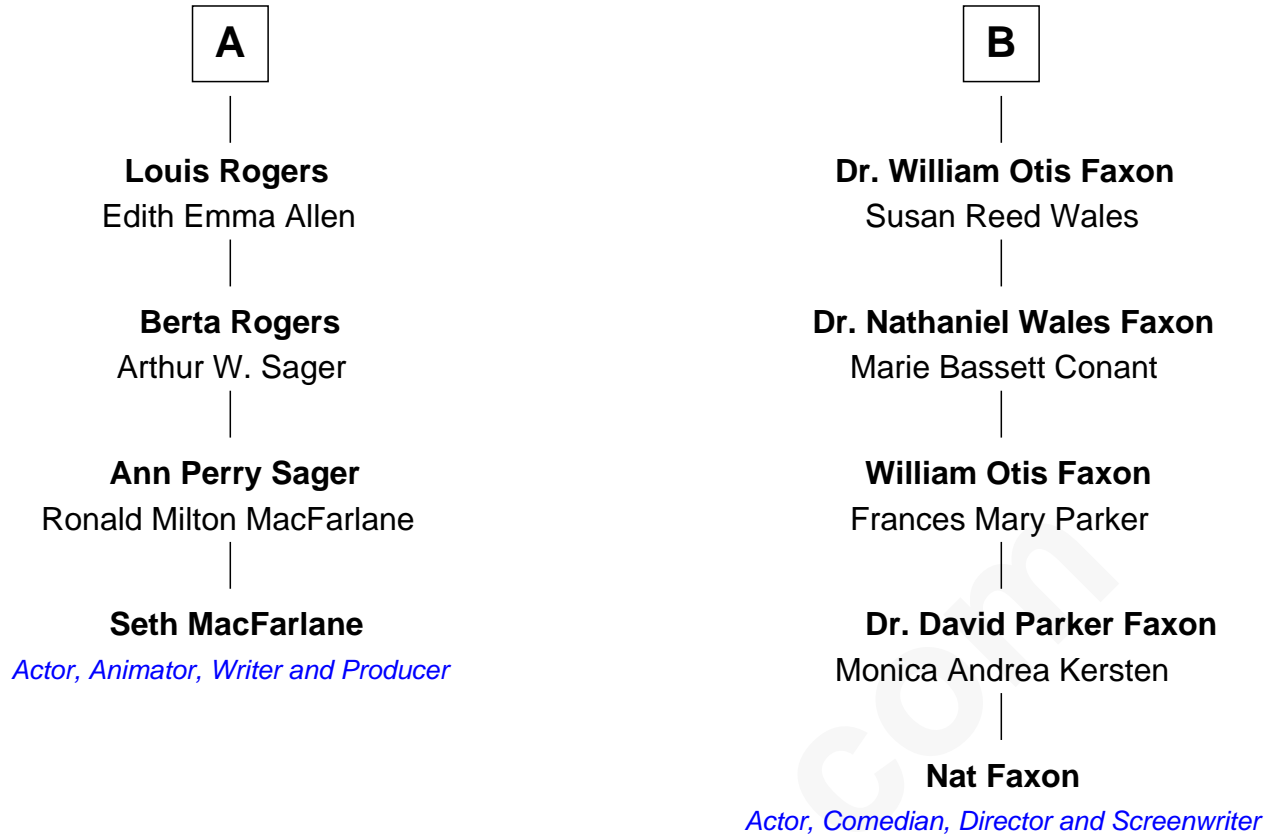 A
Louis Rogers
Edith Emma Allen
Berta Rogers
Arthur W. Sager
Ann Perry Sager
Ronald Milton MacFarlane
Seth MacFarlane
Actor, Animator, Writer and Producer
B
Dr. William Otis Faxon
Susan Reed Wales
Dr. Nathaniel Wales Faxon
Marie Bassett Conant
William Otis Faxon
Frances Mary Parker
Dr. David Parker Faxon
Monica Andrea Kersten
Nat Faxon
Actor, Comedian, Director and Screenwriter
com